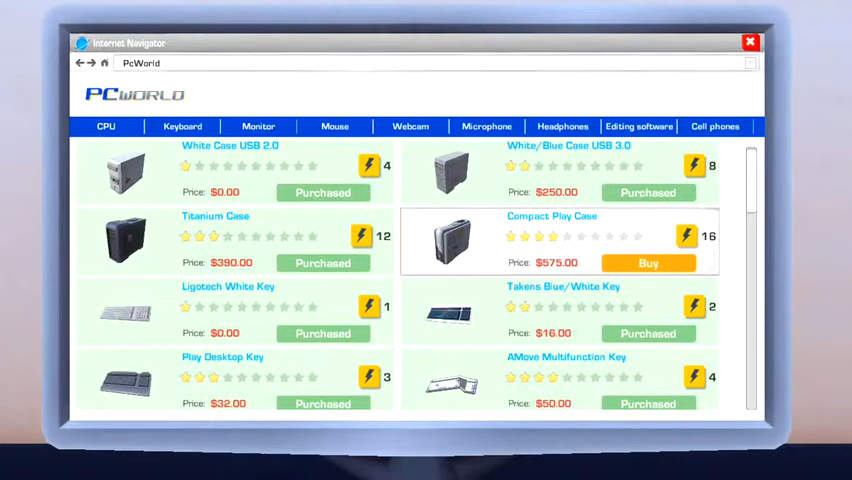 Internet Navigator
PcWorld
PCWORLD
CPU Keyboard Monitor Mouse Webcam Microphone Headphones Editing software Cell phones
White Case USB 2.0
4
Price: $0.00 Purchased
White/Blue Case USB 3.0
8
Price: $250.00 Purchased
Titanium Case
12
Price: $390.00 Purchased
Compact Play Case
16
Price: $575.00 Buy
Ligotech White Key
1
Price: $0.00 Purchased
Takens Blue/White Key
2
Price: $16.00 Purchased
Play Desktop Key
3
Price: $32.00 Purchased
AMove Multifunction Key
4
Price: $50.00 Purchased